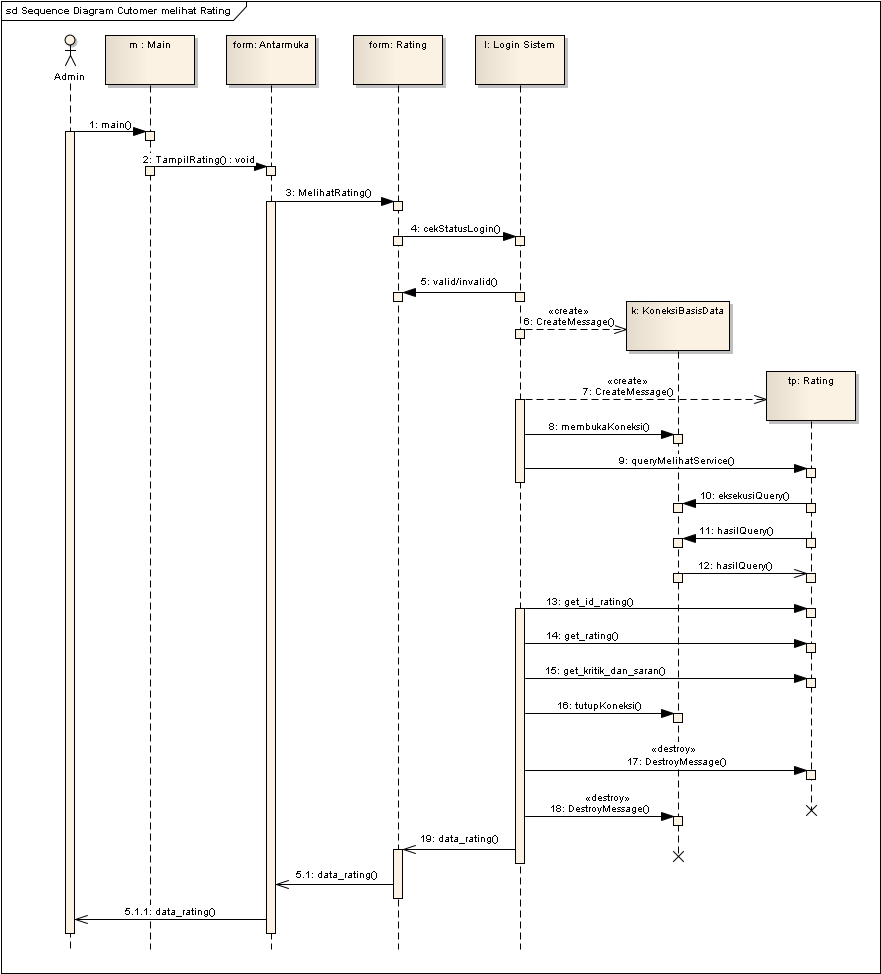 sd Sequence Diagram Cutomer melihat Rating
Admin
m : Main
form: Antarmuka
form: Rating
l: Login Sistem
1: main()
2: TampilRating() : void
3: MelihatRating()
4: cekStatusLogin()
5: valid/invalid()
«create»
6: CreateMessage()
k: KoneksiBasisData
tp: Rating
«create»
7: CreateMessage()
8: membukaKoneksi()
9: queryMelihatService()
10: eksekusiQuery()
11: hasilQuery()
12: hasilQuery()
13: get_id_rating()
14: get_rating()
15: get_kritik_dan_saran()
16: tutupKoneksi()
«destroy»
17: DestroyMessage()
«destroy»
18: DestroyMessage()
19: data_rating()
5.1: data_rating()
5.1.1: data_rating()